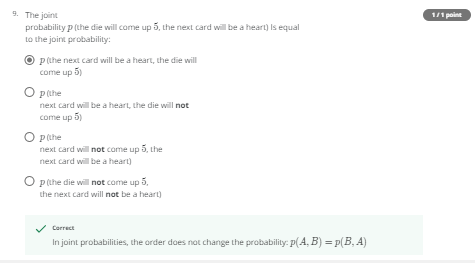 9. The joint 1 / 1 point
probability p (the die will come up 5, the next card will be a heart) Is equal
to the joint probability:
p (the next card will be a heart, the die will
come up 5)
p (the
next card will be a heart, the die will not
come up 5)
p (the
next card will not come up 5, the
next card will be a heart)
p (the die will not come up 5,
the next card will not be a heart)
Correct
In joint probabilities, the order does not change the probability: p(A, B) = p(B, A)